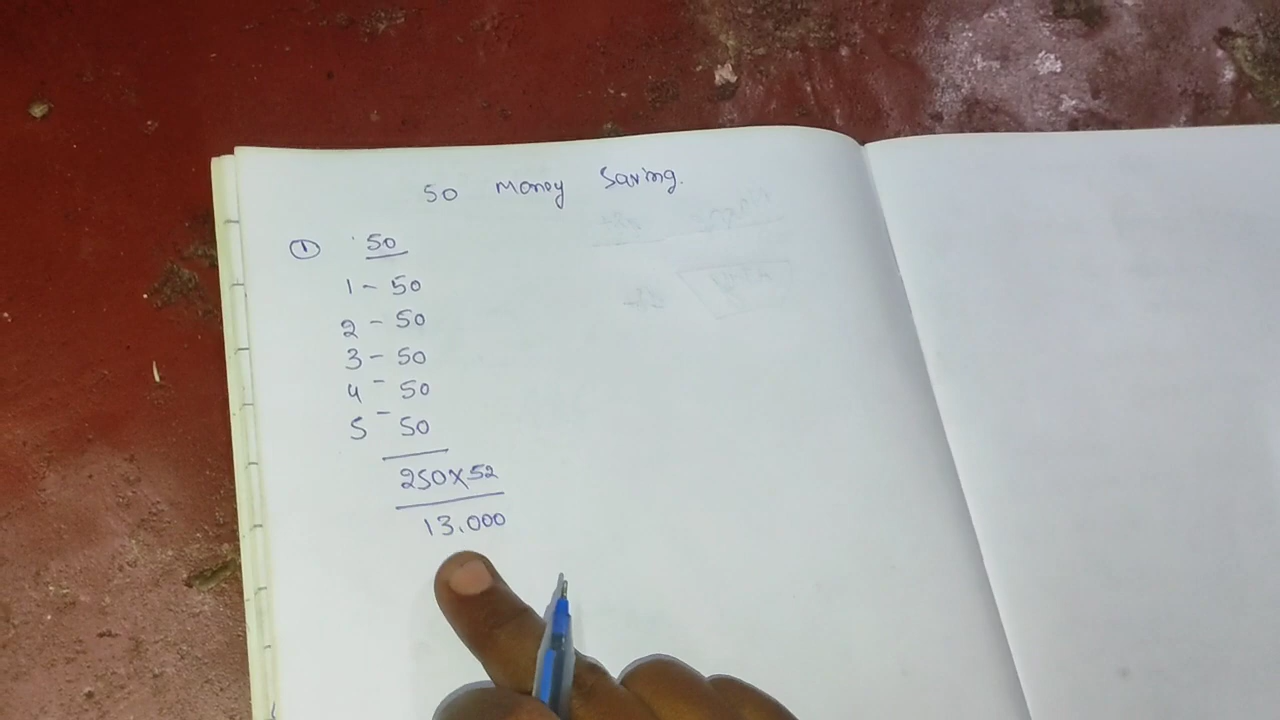 50 Money Saving.
① 50
1 - 50
2 - 50
3 - 50
4 - 50
5 - 50
250x52
13.000